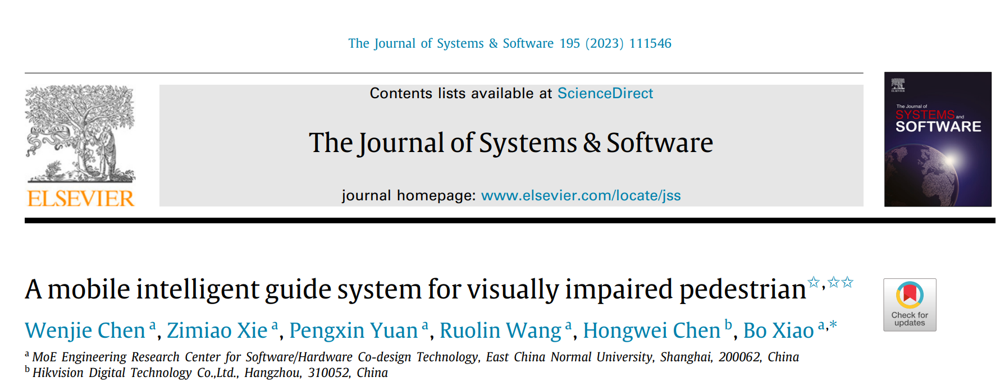 The Journal of Systems & Software 195 (2023) 111546
Contents lists available at ScienceDirect
The Journal of Systems & Software
journal homepage: www.elsevier.com/locate/jss
NON SOLUS
ELSEVIER
ELSEVIER
The Journal of
SYSTEMS and
SOFTWARE
A mobile intelligent guide system for visually impaired pedestrian☆,☆☆
Check for
updates
Wenjie Chen a, Zimiao Xie a, Pengxin Yuan a, Ruolin Wang a, Hongwei Chen b, Bo Xiao a,*
a MoE Engineering Research Center for Software/Hardware Co-design Technology, East China Normal University, Shanghai, 200062, China
b Hikvision Digital Technology Co.,Ltd., Hangzhou, 310052, China